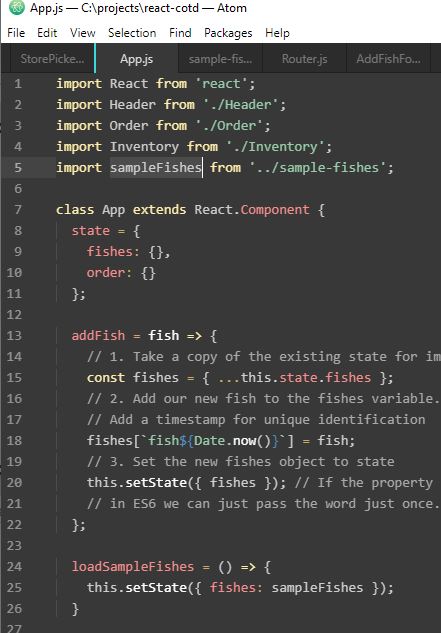 App.js — C:\projects\react-cotd — Atom
File Edit View Selection Find Packages Help
StorePicke... App.js sample-fis... Router.js AddFishFo...
1 import React from 'react';
2 import Header from './Header';
3 import Order from './Order';
4 import Inventory from './Inventory';
5 import sampleFishes from '../sample-fishes';
6
7 class App extends React.Component {
8 state = {
9 fishes: {},
10 order: {}
11 };
12
13 addFish = fish => {
14 // 1. Take a copy of the existing state for im
15 const fishes = { ...this.state.fishes };
16 // 2. Add our new fish to the fishes variable.
17 // Add a timestamp for unique identification
18 fishes[`fish${Date.now()}`] = fish;
19 // 3. Set the new fishes object to state
20 this.setState({ fishes }); // If the property
21 // in ES6 we can just pass the word just once.
22 };
23
24 loadSampleFishes = () => {
25 this.setState({ fishes: sampleFishes });
26 }
27